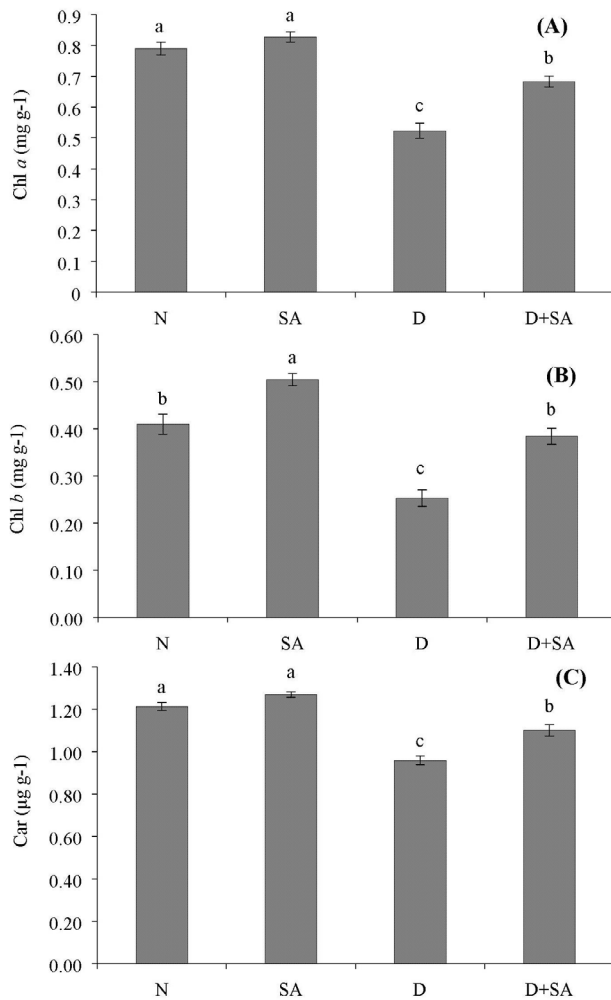 (A)
Chl a (mg g-1)
0.9
0.8
0.7
0.6
0.5
0.4
0.3
0.2
0.1
0
a
a
c
b
N SA D D+SA
(B)
Chl b (mg g-1)
0.60
0.50
0.40
0.30
0.20
0.10
0.00
b
a
c
b
N SA D D+SA
(C)
Car (µg g-1)
1.40
1.20
1.00
0.80
0.60
0.40
0.20
0.00
a
a
c
b
N SA D D+SA